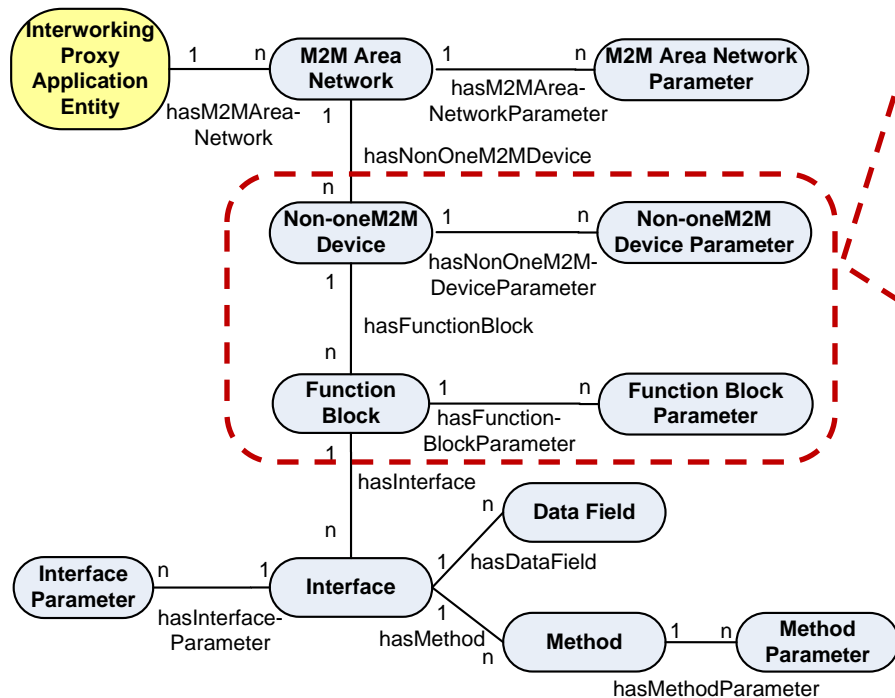 Interworking
Proxy
Application
Entity
1
n
M2M Area
Network
1
n
M2M Area Network
Parameter
hasM2MArea-
Network
hasM2MArea-
NetworkParameter
1
hasNonOneM2MDevice
n
Non-oneM2M
Device
1
n
Non-oneM2M
Device Parameter
hasNonOneM2M-
DeviceParameter
1
hasFunctionBlock
n
Function
Block
1
n
Function Block
Parameter
hasFunction-
BlockParameter
1
hasInterface
n
n
Data Field
Interface
Parameter
n
1
Interface
1
hasDataField
hasInterface-
Parameter
1
hasMethod
n
Method
1
n
Method
Parameter
hasMethodParameter